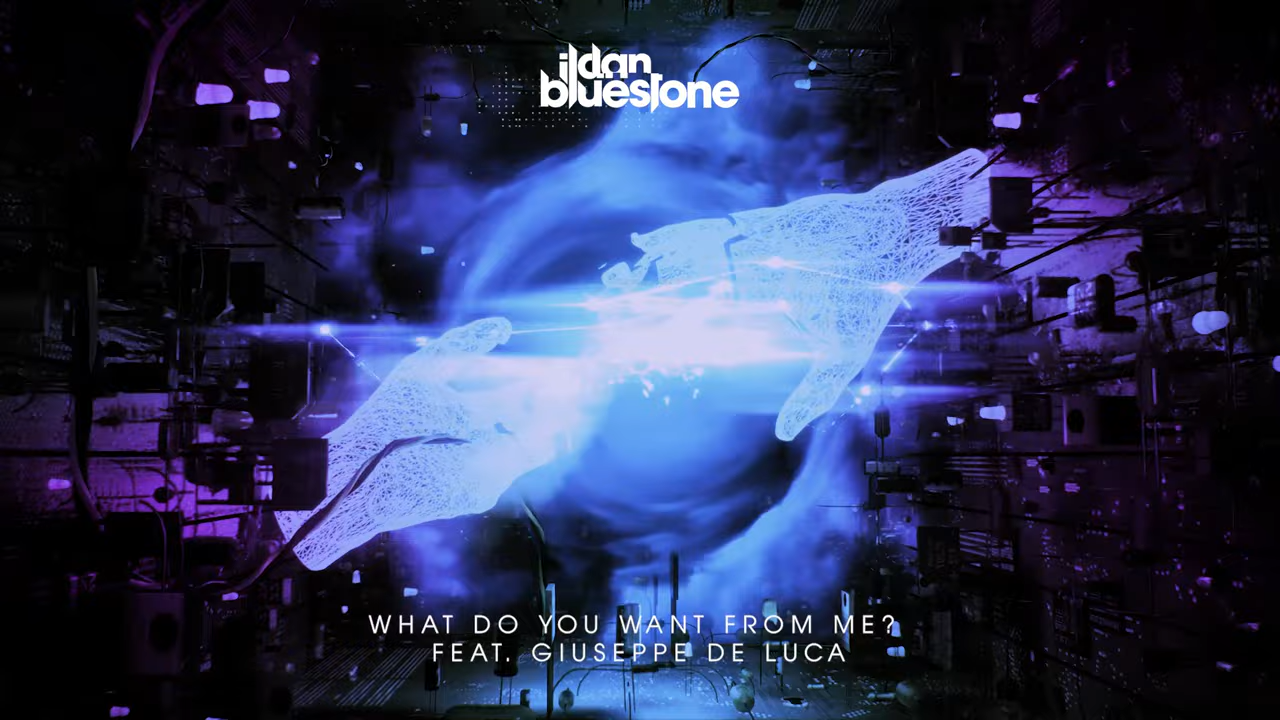 ilan
bluestone
WHAT DO YOU WANT FROM ME?
FEAT. GIUSEPPE DE LUCA